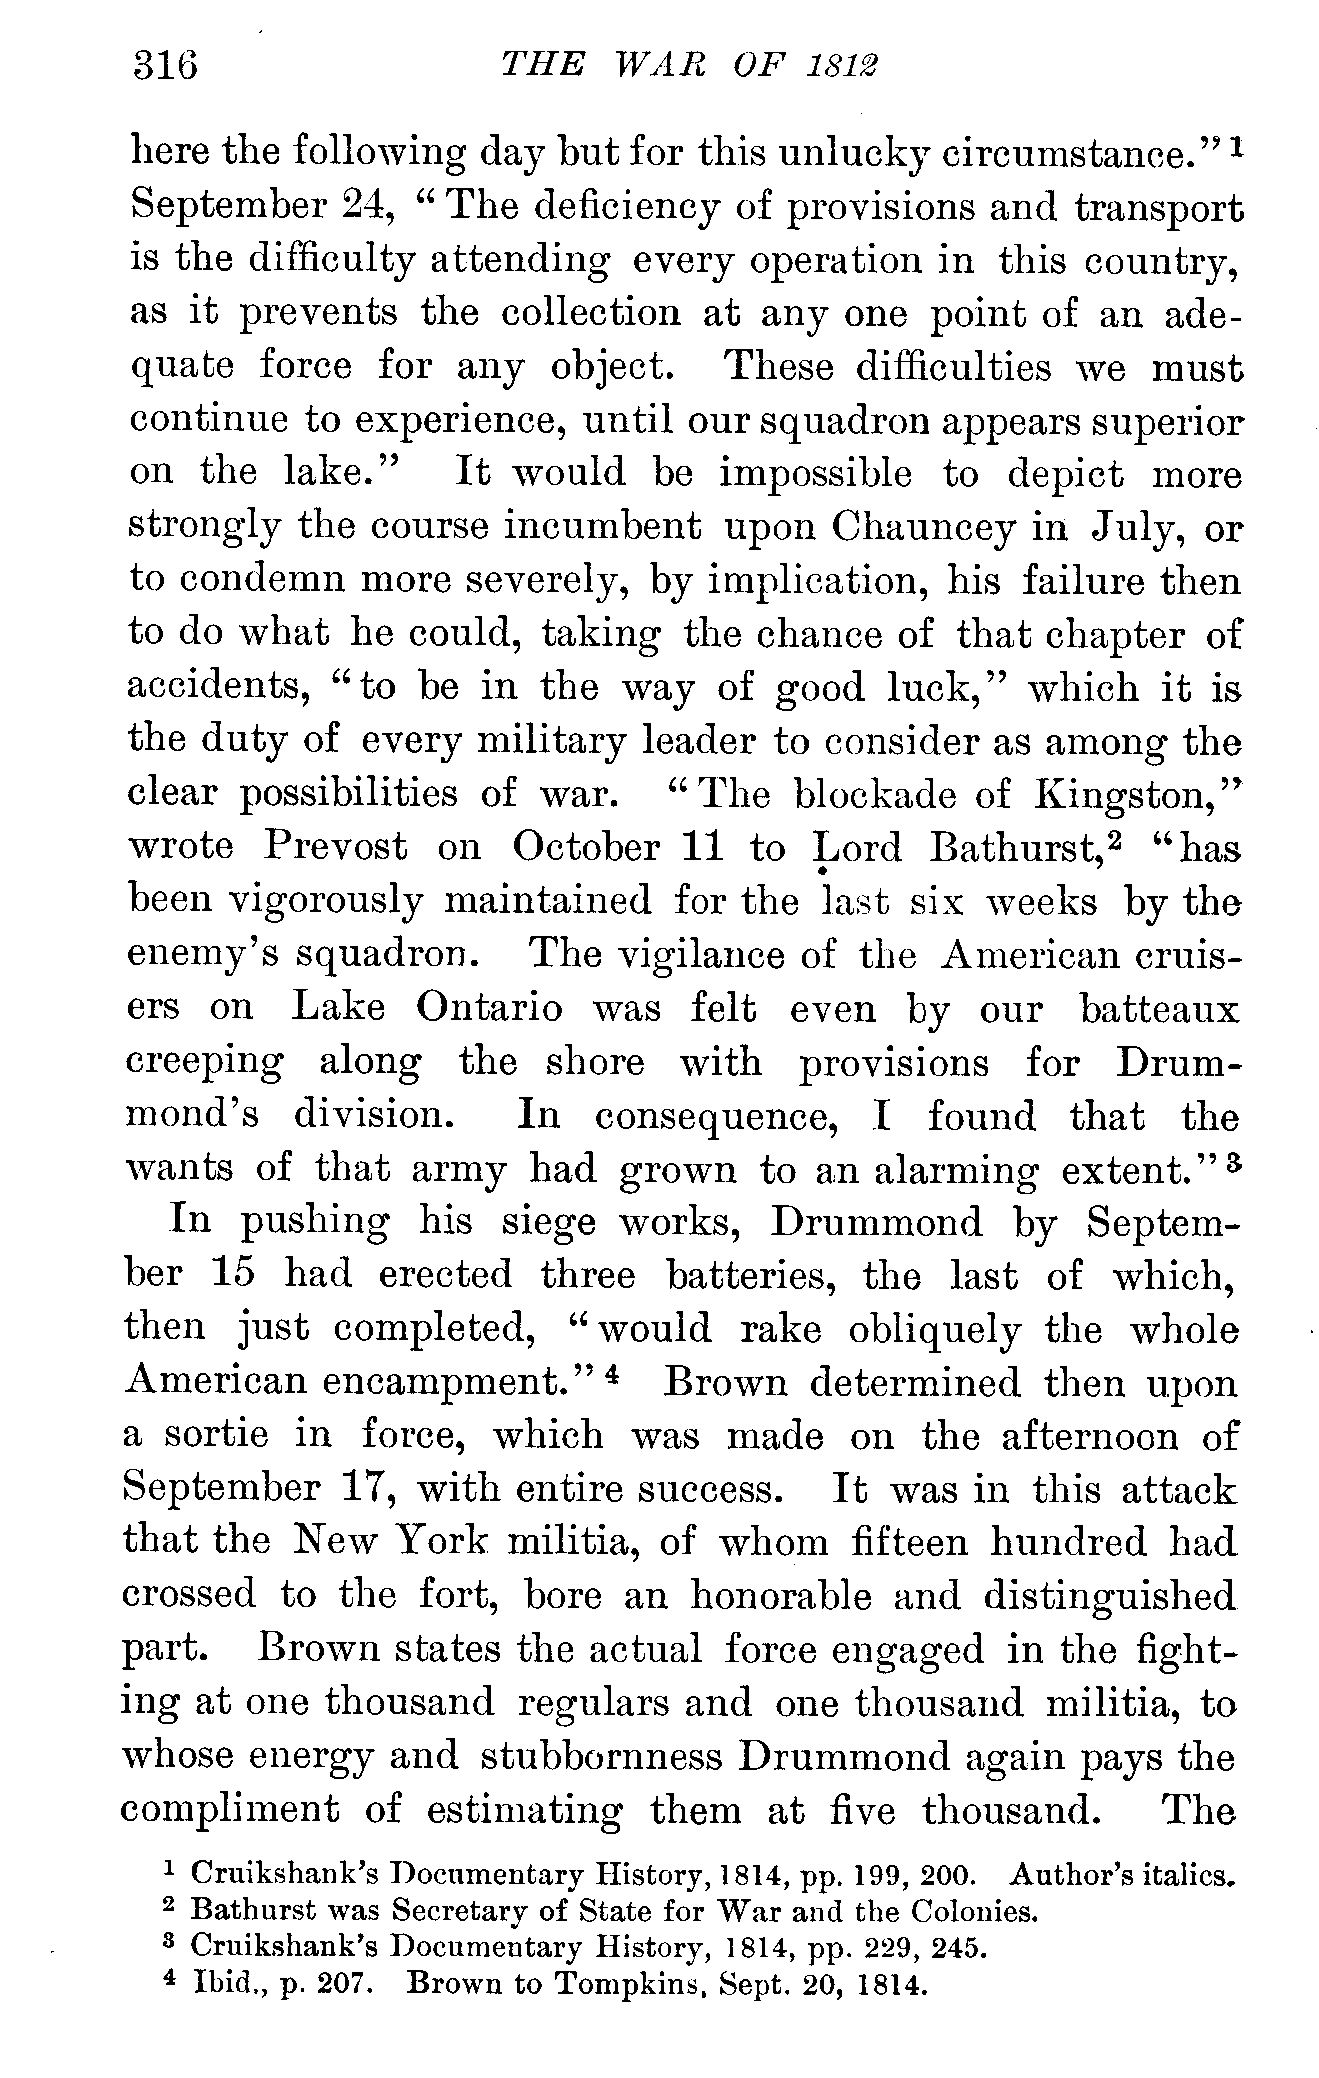 316 THE WAR OF 1812
here the following day but for this unlucky circumstance." 1
September 24, "The deficiency of provisions and transport
is the difficulty attending every operation in this country,
as it prevents the collection at any one point of an ade-
quate force for any object. These difficulties we must
continue to experience, until our squadron appears superior
on the lake." It would be impossible to depict more
strongly the course incumbent upon Chauncey in July, or
to condemn more severely, by implication, his failure then
to do what he could, taking the chance of that chapter of
accidents, "to be in the way of good luck," which it is
the duty of every military leader to consider as among the
clear possibilities of war. "The blockade of Kingston,"
wrote Prevost on October 11 to Lord Bathurst,2 "has
been vigorously maintained for the last six weeks by the
enemy's squadron. The vigilance of the American cruis-
ers on Lake Ontario was felt even by our batteaux
creeping along the shore with provisions for Drum-
mond's division. In consequence, I found that the
wants of that army had grown to an alarming extent." 3
In pushing his siege works, Drummond by Septem-
ber 15 had erected three batteries, the last of which,
then just completed, "would rake obliquely the whole
American encampment." 4 Brown determined then upon
a sortie in force, which was made on the afternoon of
September 17, with entire success. It was in this attack
that the New York militia, of whom fifteen hundred had
crossed to the fort, bore an honorable and distinguished
part. Brown states the actual force engaged in the fight-
ing at one thousand regulars and one thousand militia, to
whose energy and stubbornness Drummond again pays the
compliment of estimating them at five thousand. The
1 Cruikshank's Documentary History, 1814, pp. 199, 200. Author's italics.
2 Bathurst was Secretary of State for War and the Colonies.
3 Cruikshank's Documentary History, 1814, pp. 229, 245.
4 Ibid., p. 207. Brown to Tompkins, Sept. 20, 1814.